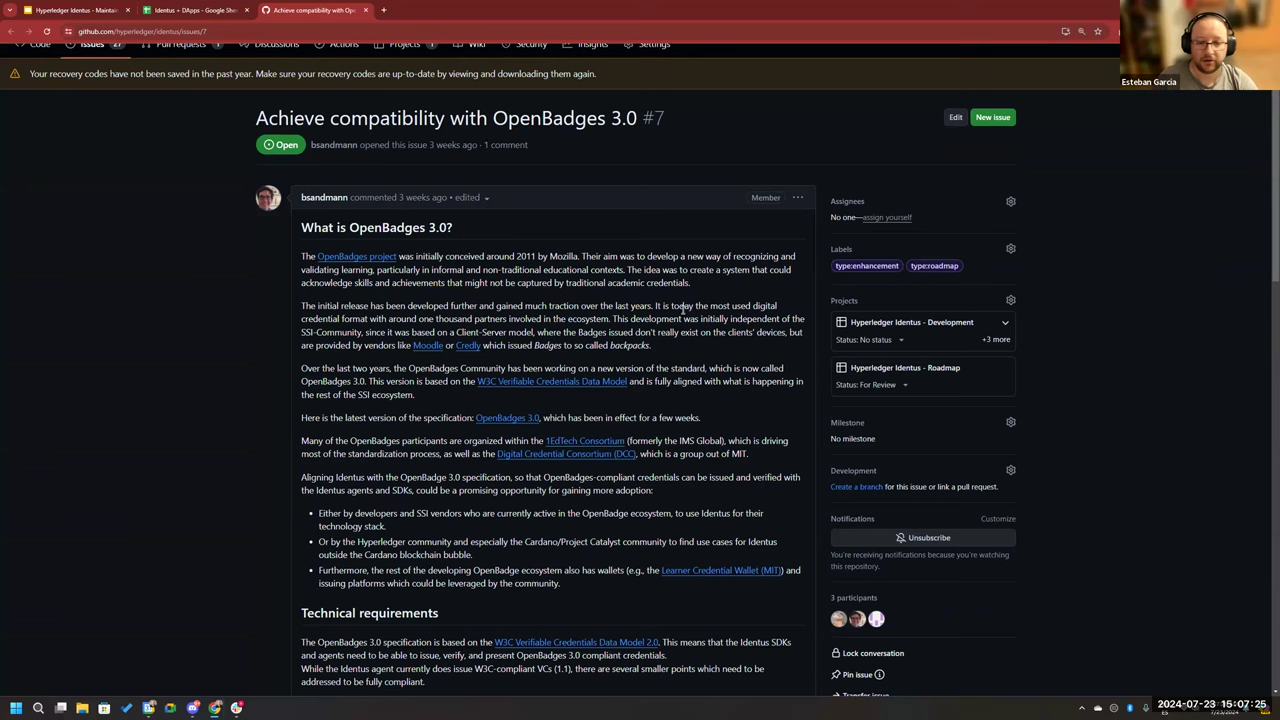 Hyperledger Identus - Maintain
Identus + DApps - Google She
Achieve compatibility with Op
github.com/hyperledger/identus/issues/7
Code
Issues 27
Pull requests 1
Discussions
Actions
Projects 1
Wiki
Security
Insights
Settings
Esteban Garcia
Your recovery codes have not been saved in the past year. Make sure your recovery codes are up-to-date by viewing and downloading them again.
Achieve compatibility with OpenBadges 3.0 #7
Edit
New issue
Open
bsandmann opened this issue 3 weeks ago · 1 comment
bsandmann commented 3 weeks ago • edited
Member
What is OpenBadges 3.0?
The OpenBadges project was initially conceived around 2011 by Mozilla. Their aim was to develop a new way of recognizing and
validating learning, particularly in informal and non-traditional educational contexts. The idea was to create a system that could
acknowledge skills and achievements that might not be captured by traditional academic credentials.
The initial release has been developed further and gained much traction over the last years. It is today the most used digital
credential format with around one thousand partners involved in the ecosystem. This development was initially independent of the
SSI-Community, since it was based on a Client-Server model, where the Badges issued don't really exist on the clients' devices, but
are provided by vendors like Moodle or Credly which issued Badges to so called backpacks.
Over the last two years, the OpenBadges Community has been working on a new version of the standard, which is now called
OpenBadges 3.0. This version is based on the W3C Verifiable Credentials Data Model and is fully aligned with what is happening in
the rest of the SSI ecosystem.
Here is the latest version of the specification: OpenBadges 3.0, which has been in effect for a few weeks.
Many of the OpenBadges participants are organized within the 1EdTech Consortium (formerly the IMS Global), which is driving
most of the standardization process, as well as the Digital Credential Consortium (DCC), which is a group out of MIT.
Aligning Identus with the OpenBadge 3.0 specification, so that OpenBadges-compliant credentials can be issued and verified with
the Identus agents and SDKs, could be a promising opportunity for gaining more adoption:
• Either by developers and SSI vendors who are currently active in the OpenBadge ecosystem, to use Identus for their
technology stack.
• Or by the Hyperledger community and especially the Cardano/Project Catalyst community to find use cases for Identus
outside the Cardano blockchain bubble.
• Furthermore, the rest of the developing OpenBadge ecosystem also has wallets (e.g., the Learner Credential Wallet (MIT)) and
issuing platforms which could be leveraged by the community.
Technical requirements
The OpenBadges 3.0 specification is based on the W3C Verifiable Credentials Data Model 2.0. This means that the Identus SDKs
and agents need to be able to issue, verify, and present OpenBadges 3.0 compliant credentials.
While the Identus agent currently does issue W3C-compliant VCs (1.1), there are several smaller points which need to be
addressed to be fully compliant.
Assignees
No one—assign yourself
Labels
type:enhancement
type:roadmap
Projects
Hyperledger Identus - Development
Status: No status
+3 more
Hyperledger Identus - Roadmap
Status: For Review
Milestone
No milestone
Development
Create a branch for this issue or link a pull request.
Notifications
Customize
Unsubscribe
You're receiving notifications because you're watching
this repository.
3 participants
Lock conversation
Pin issue
Transfer issue
2024-07-23 15:07:25